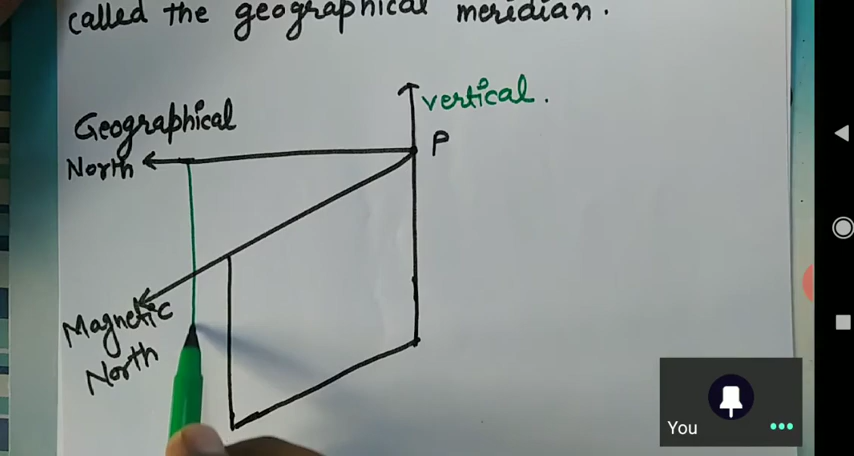 called the geographical meridian.
vertical.
Geographical
North
P
Magnetic
North
You